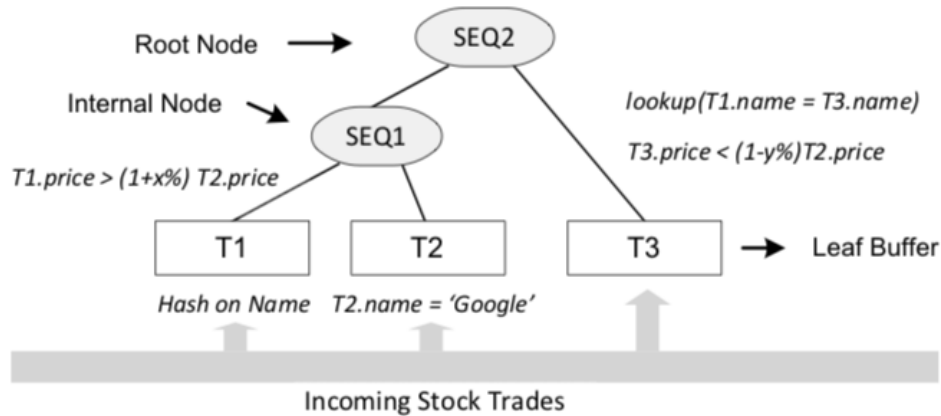 SEQ2
Root Node
Internal Node
lookup(T1.name = T3.name)
SEQ1
T3.price < (1-y%)T2.price
T1.price > (1+x%) T2.price
T1
T2
T3
Leaf Buffer
Hash on Name
T2.name = ‘Google’
Incoming Stock Trades